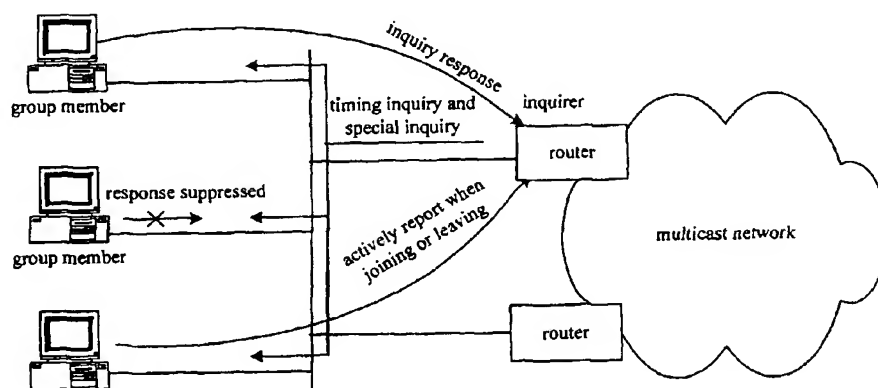 inquiry response
group member
timing inquiry and
special inquiry
inquirer
router
response suppressed
group member
actively report when
joining or leaving
multicast network
router